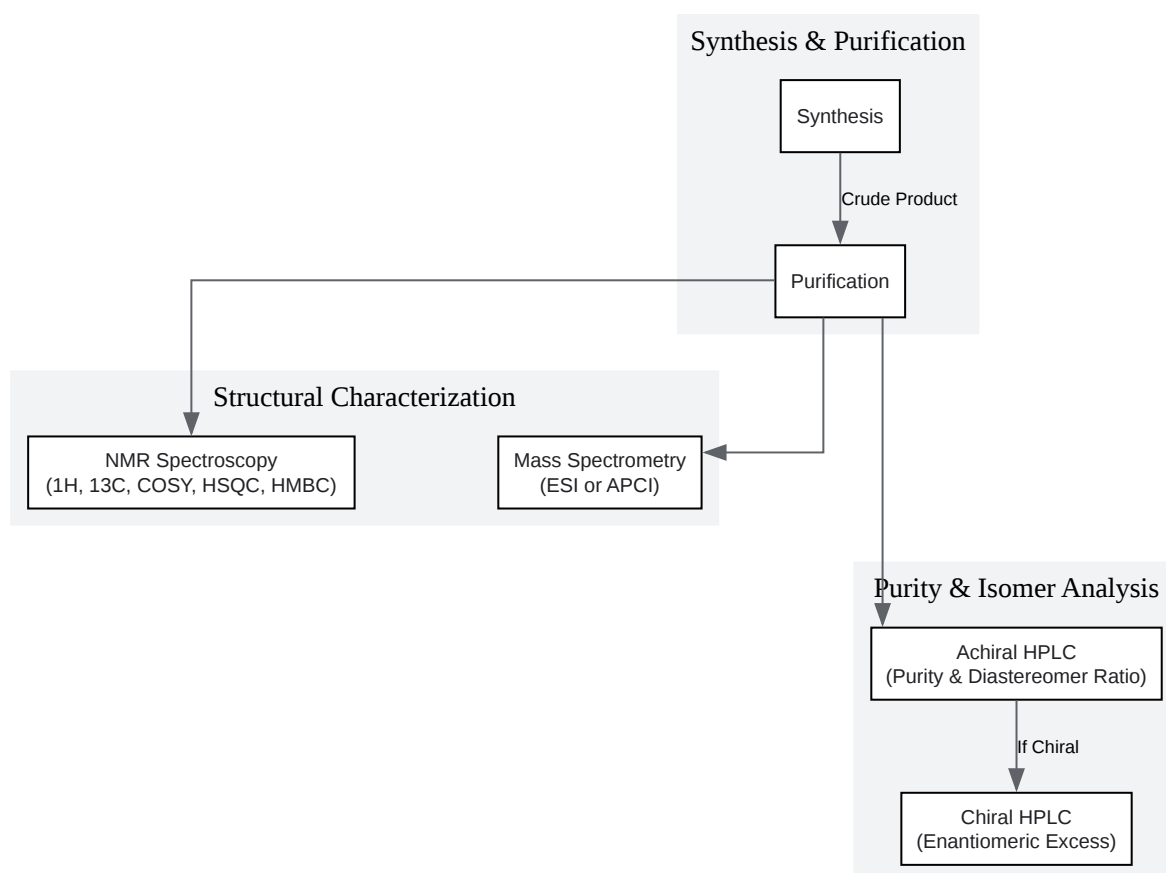 Synthesis & Purification
Synthesis
Crude Product
Purification
Structural Characterization
NMR Spectroscopy
(1H, 13C, COSY, HSQC, HMBC)
Mass Spectrometry
(ESI or APCI)
Purity & Isomer Analysis
Achiral HPLC
(Purity & Diastereomer Ratio)
If Chiral
Chiral HPLC
(Enantiomeric Excess)